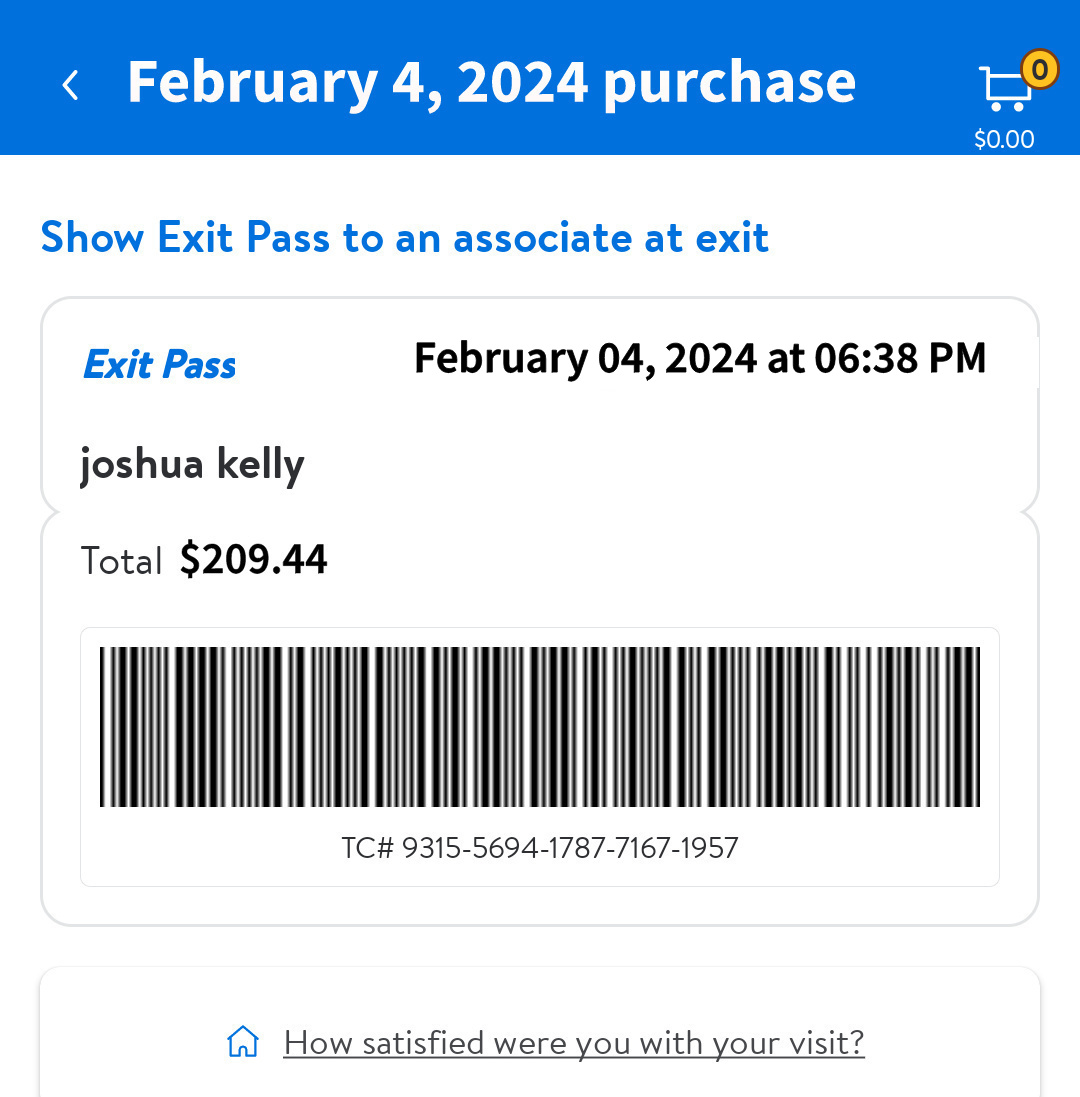 February 4, 2024 purchase
0
$0.00
Show Exit Pass to an associate at exit
Exit Pass
February 04, 2024 at 06:38 PM
joshua kelly
Total $209.44
TC# 9315-5694-1787-7167-1957
How satisfied were you with your visit?